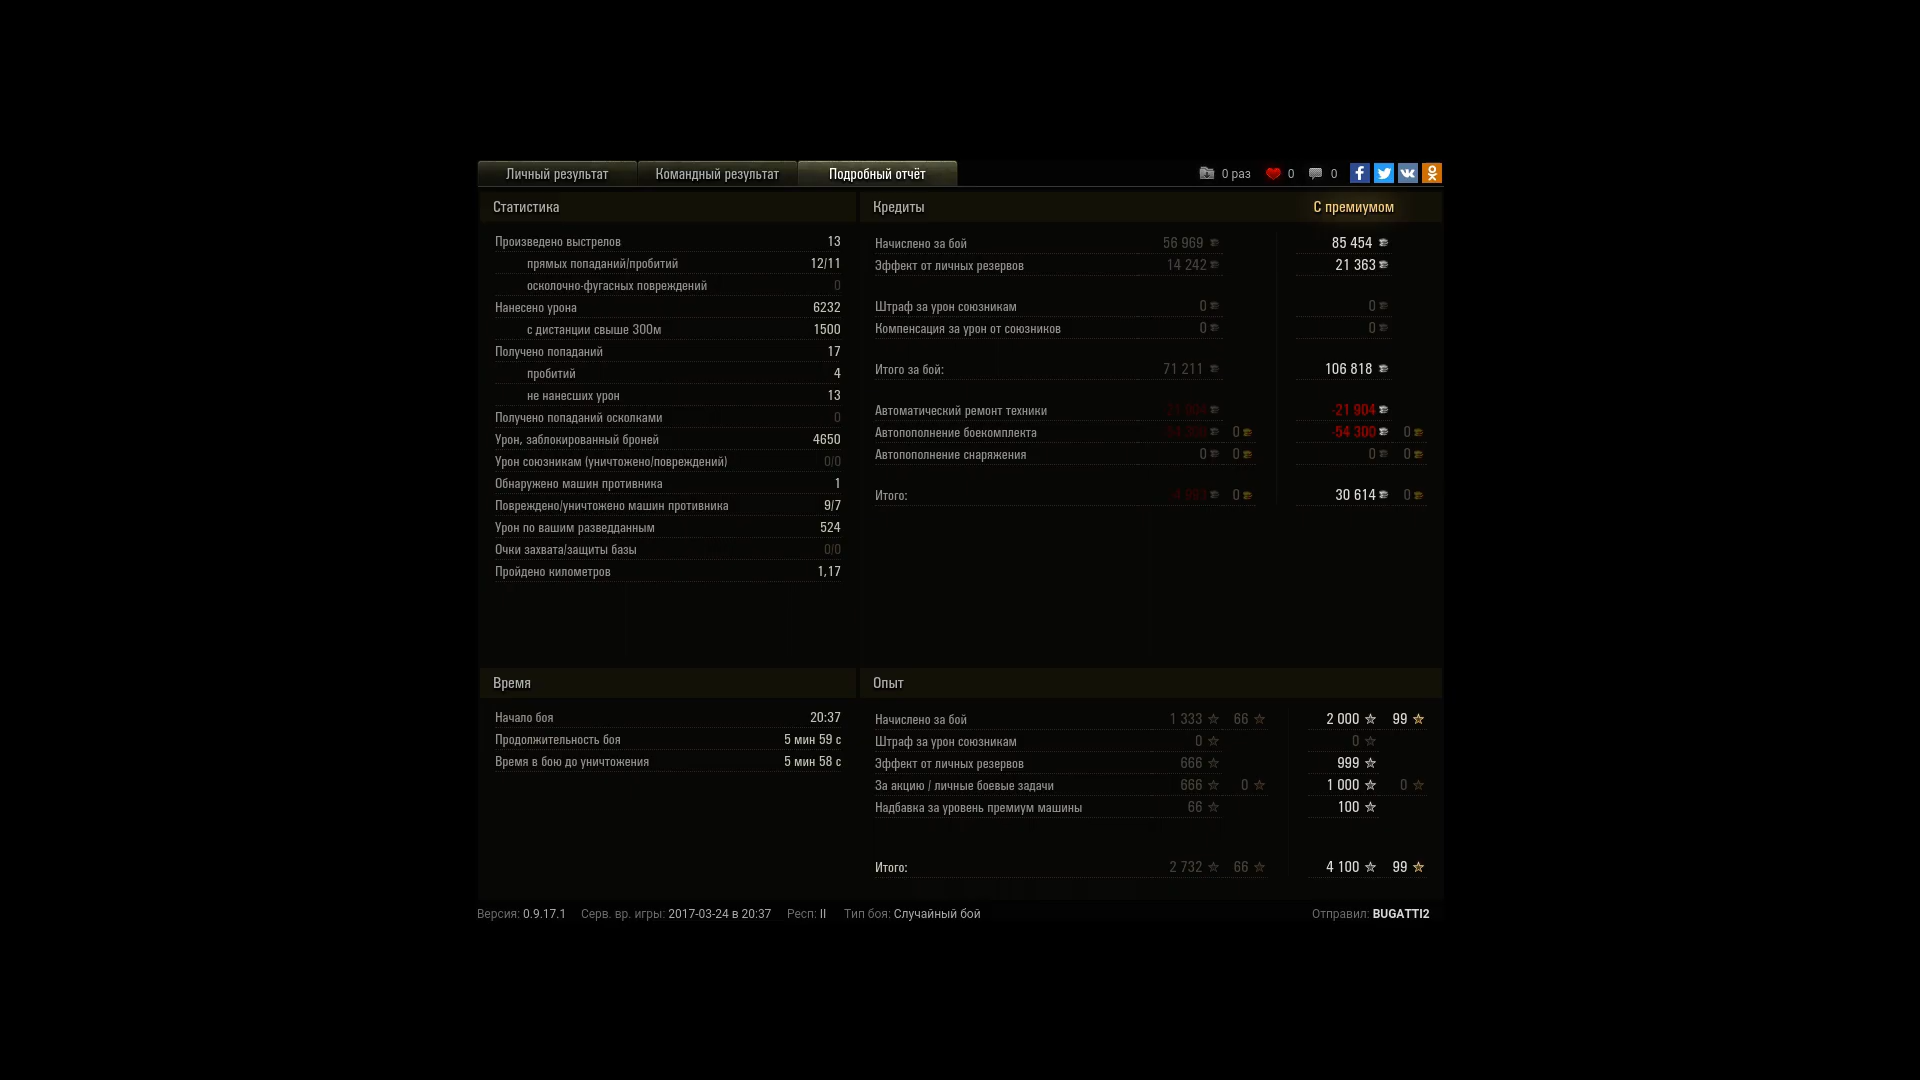 Личный результат Командный результат Подробный отчёт 0 раз 0 0
Статистика
Произведено выстрелов 13
прямых попаданий/пробитий 12/11
осколочно-фугасных повреждений 0
Нанесено урона 6232
с дистанции свыше 300м 1500
Получено попаданий 17
пробитий 4
не нанесших урон 13
Получено попаданий осколками 0
Урон, заблокированный броней 4650
Урон союзникам (уничтожено/повреждений) 0/0
Обнаружено машин противника 1
Повреждено/уничтожено машин противника 9/7
Урон по вашим разведданным 524
Очки захвата/защиты базы 0/0
Пройдено километров 1,17
Кредиты С премиумом
Начислено за бой 56 969 85 454
Эффект от личных резервов 14 242 21 363
Штраф за урон союзникам 0 0
Компенсация за урон от союзников 0 0
Итого за бой: 71 211 106 818
Автоматический ремонт техники -21 904
Автопополнение боекомплекта 0 -54 300 0
Автопополнение снаряжения 0 0 0 0
Итого: 0 30 614 0
Время
Начало боя 20:37
Продолжительность боя 5 мин 59 с
Время в бою до уничтожения 5 мин 58 с
Опыт
Начислено за бой 1 333 66 2 000 99
Штраф за урон союзникам 0 0
Эффект от личных резервов 666 999
За акцию / личные боевые задачи 666 0 1 000 0
Надбавка за уровень премиум машины 66 100
Итого: 2 732 66 4 100 99
Версия: 0.9.17.1 Серв. вр. игры: 2017-03-24 в 20:37 Респ: II Тип боя: Случайный бой Отправил: BUGATTI2